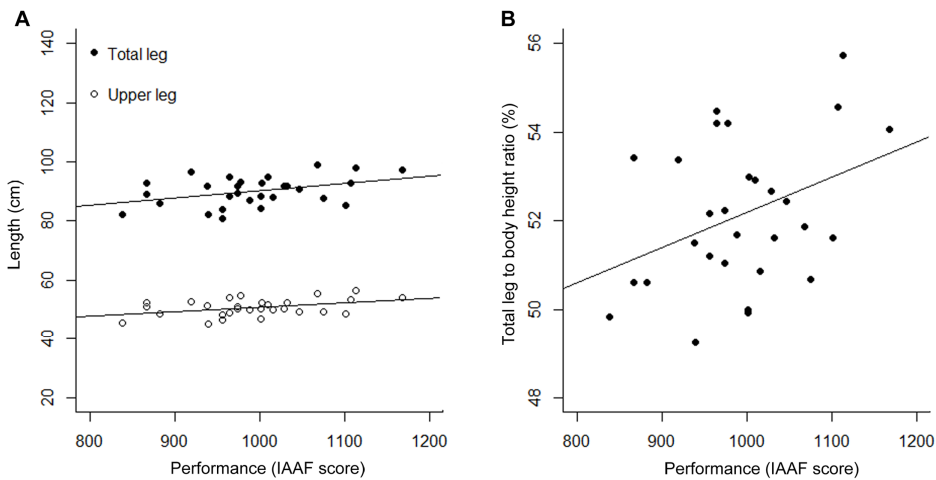 A
Total leg
Upper leg
Length (cm)
140
120
100
80
60
40
20
800 900 1000 1100 1200
Performance (IAAF score)
B
Total leg to body height ratio (%)
56
54
52
50
48
800 900 1000 1100 1200
Performance (IAAF score)